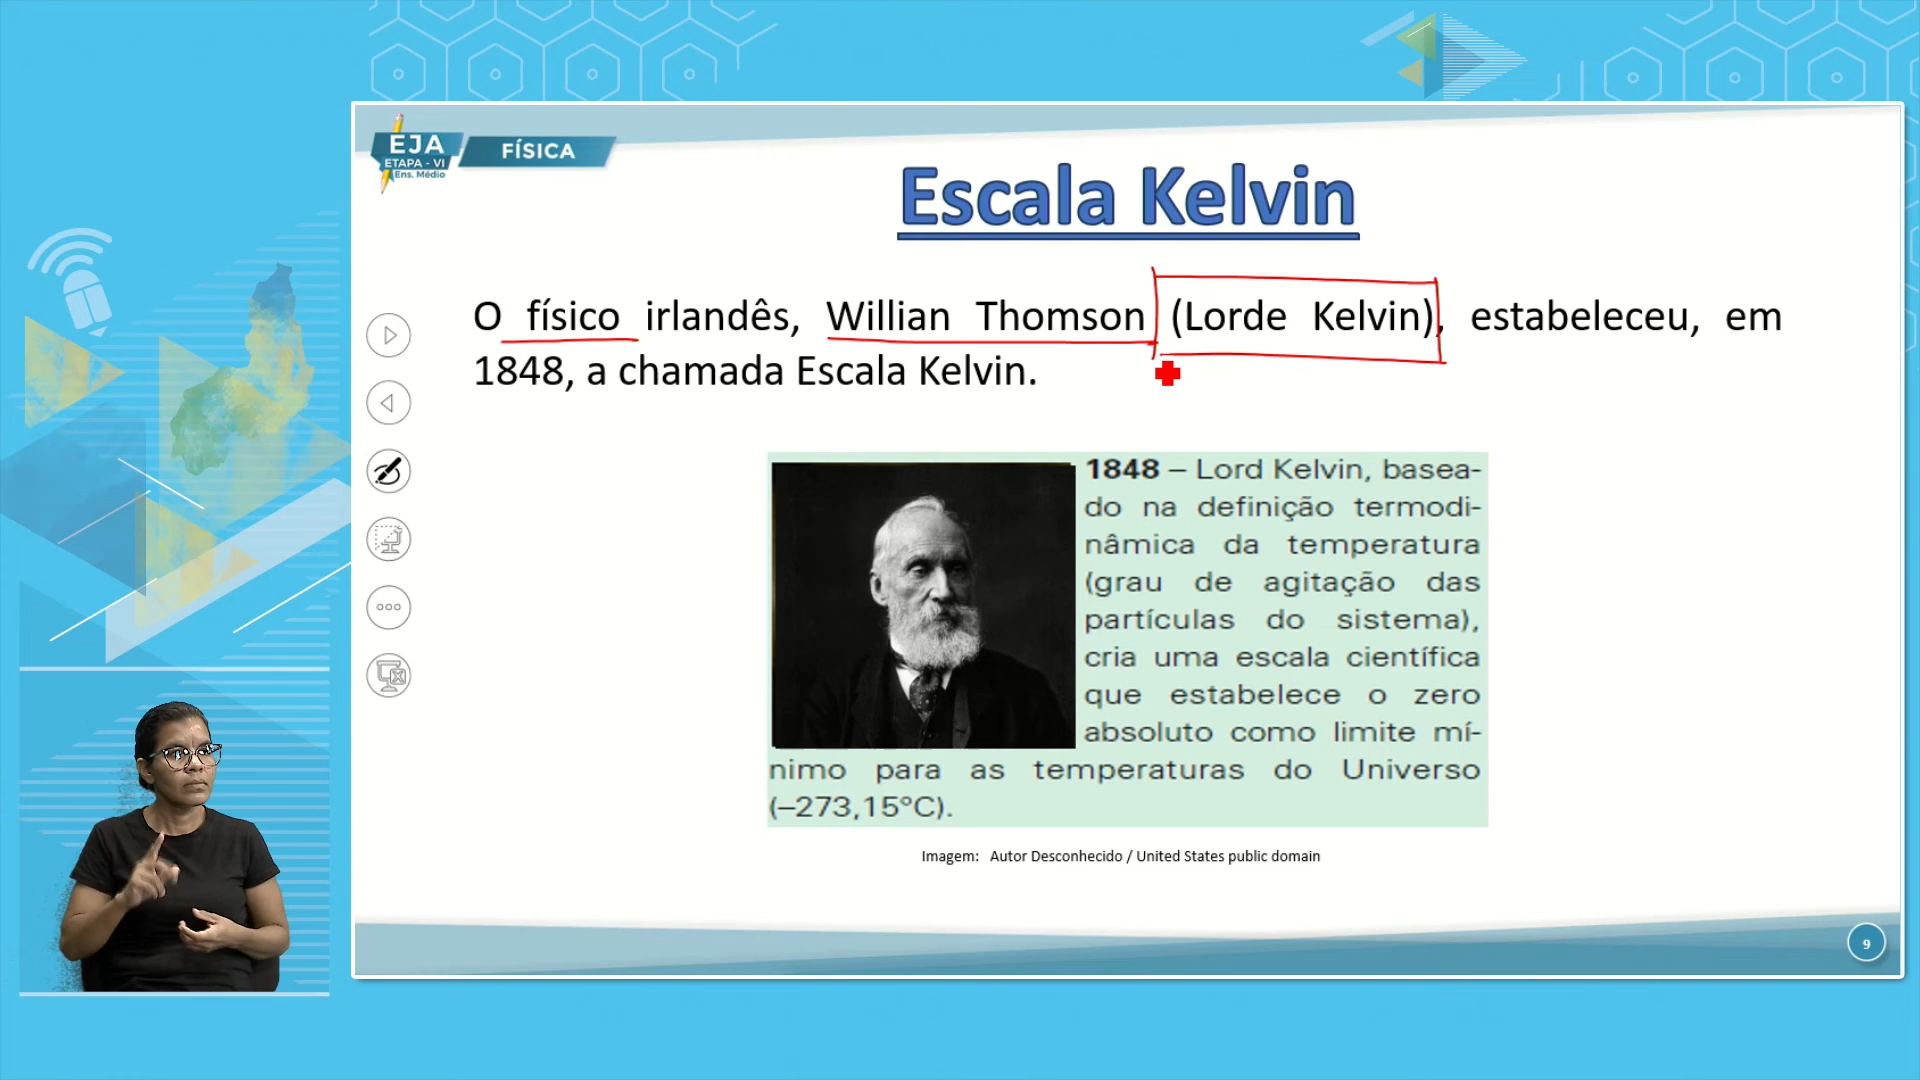 EJA
ETAPA - VI
Ens. Médio
FÍSICA
Escala Kelvin
O físico irlandês, Willian Thomson (Lorde Kelvin), estabeleceu, em
1848, a chamada Escala Kelvin.
1848 – Lord Kelvin, basea-
do na definição termodi-
nâmica da temperatura
(grau de agitação das
partículas do sistema),
cria uma escala científica
que estabelece o zero
absoluto como limite mí-
nimo para as temperaturas do Universo
(–273,15°C).
Imagem: Autor Desconhecido / United States public domain
9